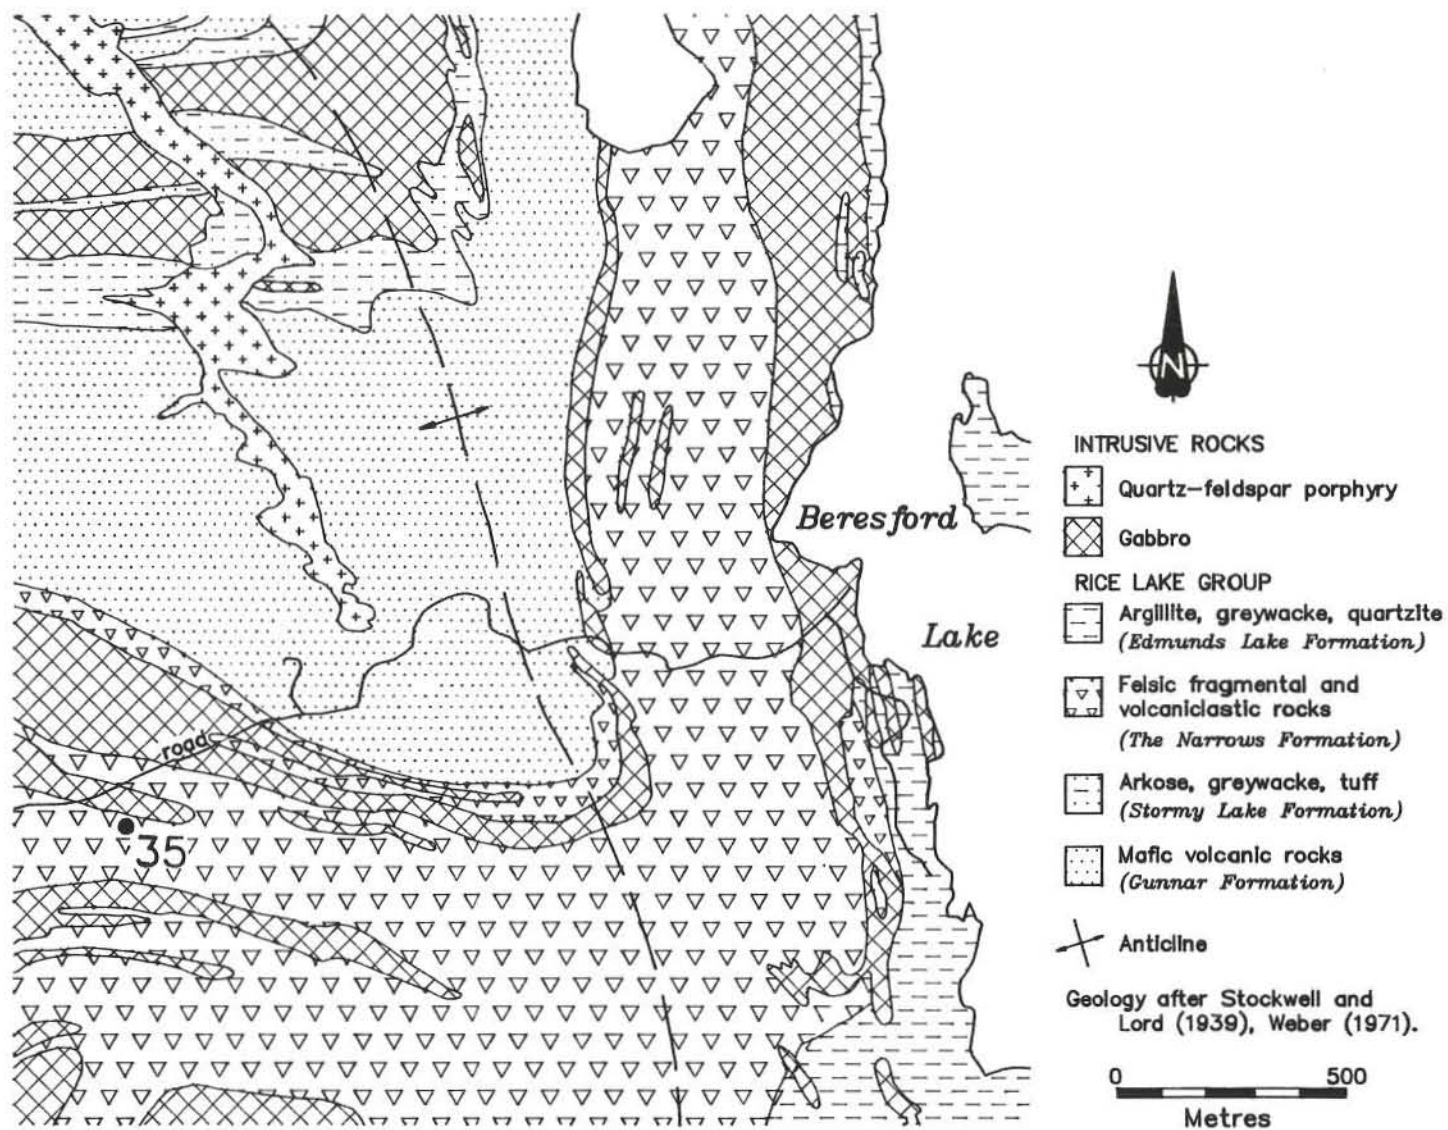 Beresford
Lake
road
35
N
INTRUSIVE ROCKS
Quartz-feldspar porphyry
Gabbro
RICE LAKE GROUP
Argillite, greywacke, quartzite
(Edmunds Lake Formation)
Felsic fragmental and
volcaniclastic rocks
(The Narrows Formation)
Arkose, greywacke, tuff
(Stormy Lake Formation)
Mafic volcanic rocks
(Gunnar Formation)
Anticline
Geology after Stockwell and
Lord (1939), Weber (1971).
0 500
Metres